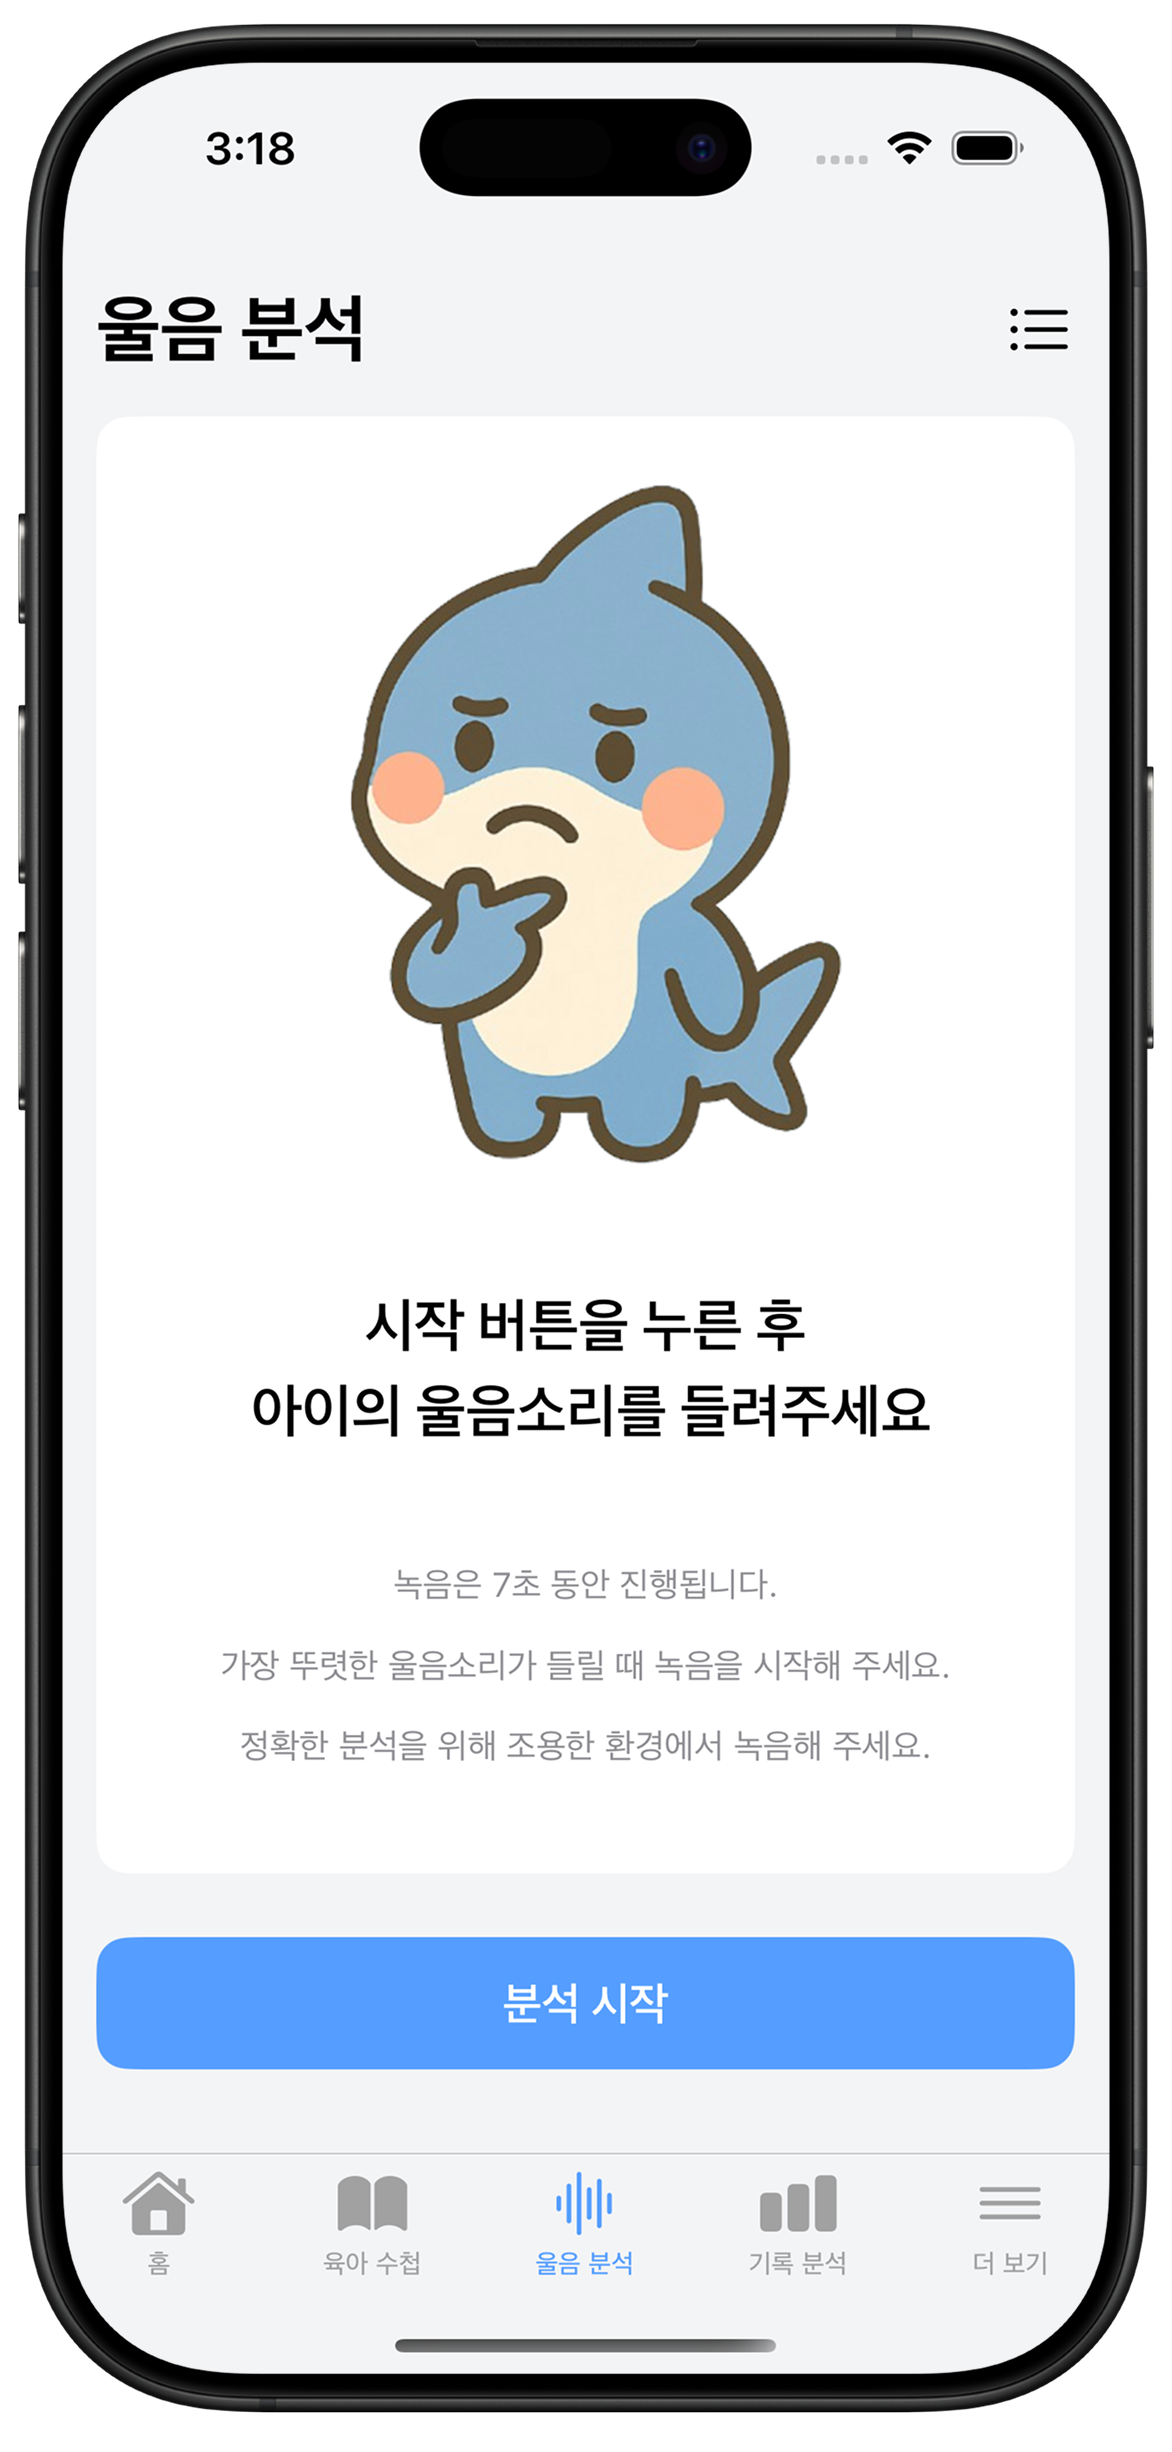 3:18
울음 분석
시작 버튼을 누른 후
아이의 울음소리를 들려주세요
녹음은 7초 동안 진행됩니다.
가장 뚜렷한 울음소리가 들릴 때 녹음을 시작해 주세요.
정확한 분석을 위해 조용한 환경에서 녹음해 주세요.
분석 시작
홈
육아 수첩
울음 분석
기록 분석
더 보기